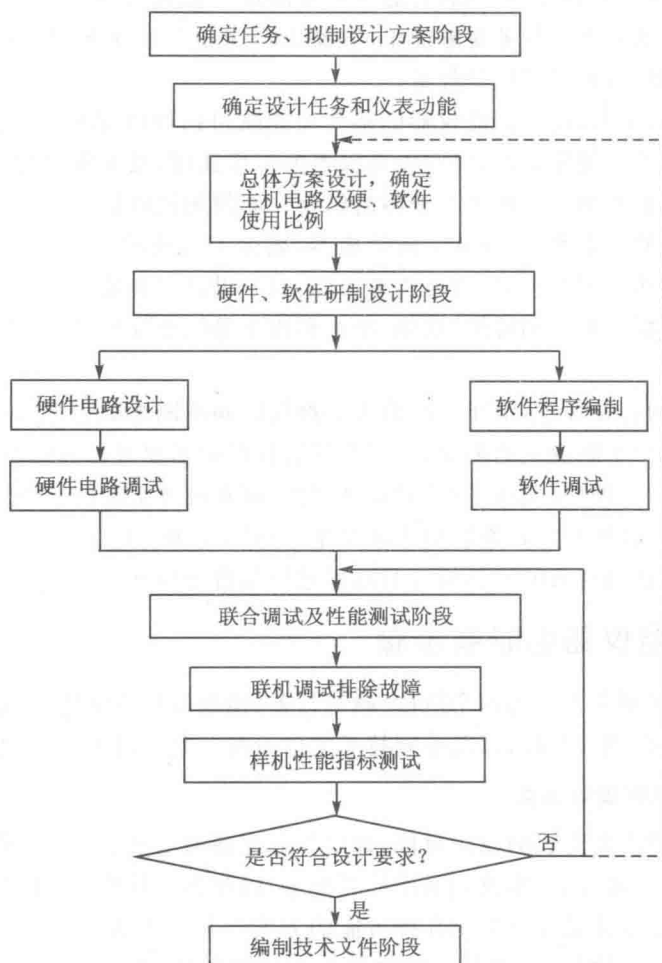 确定任务、拟制设计方案阶段
确定设计任务和仪表功能
总体方案设计，确定
主机电路及硬、软件
使用比例
硬件、软件研制设计阶段
硬件电路设计
软件程序编制
硬件电路调试
软件调试
联合调试及性能测试阶段
联机调试排除故障
样机性能指标测试
是否符合设计要求？
否
是
编制技术文件阶段